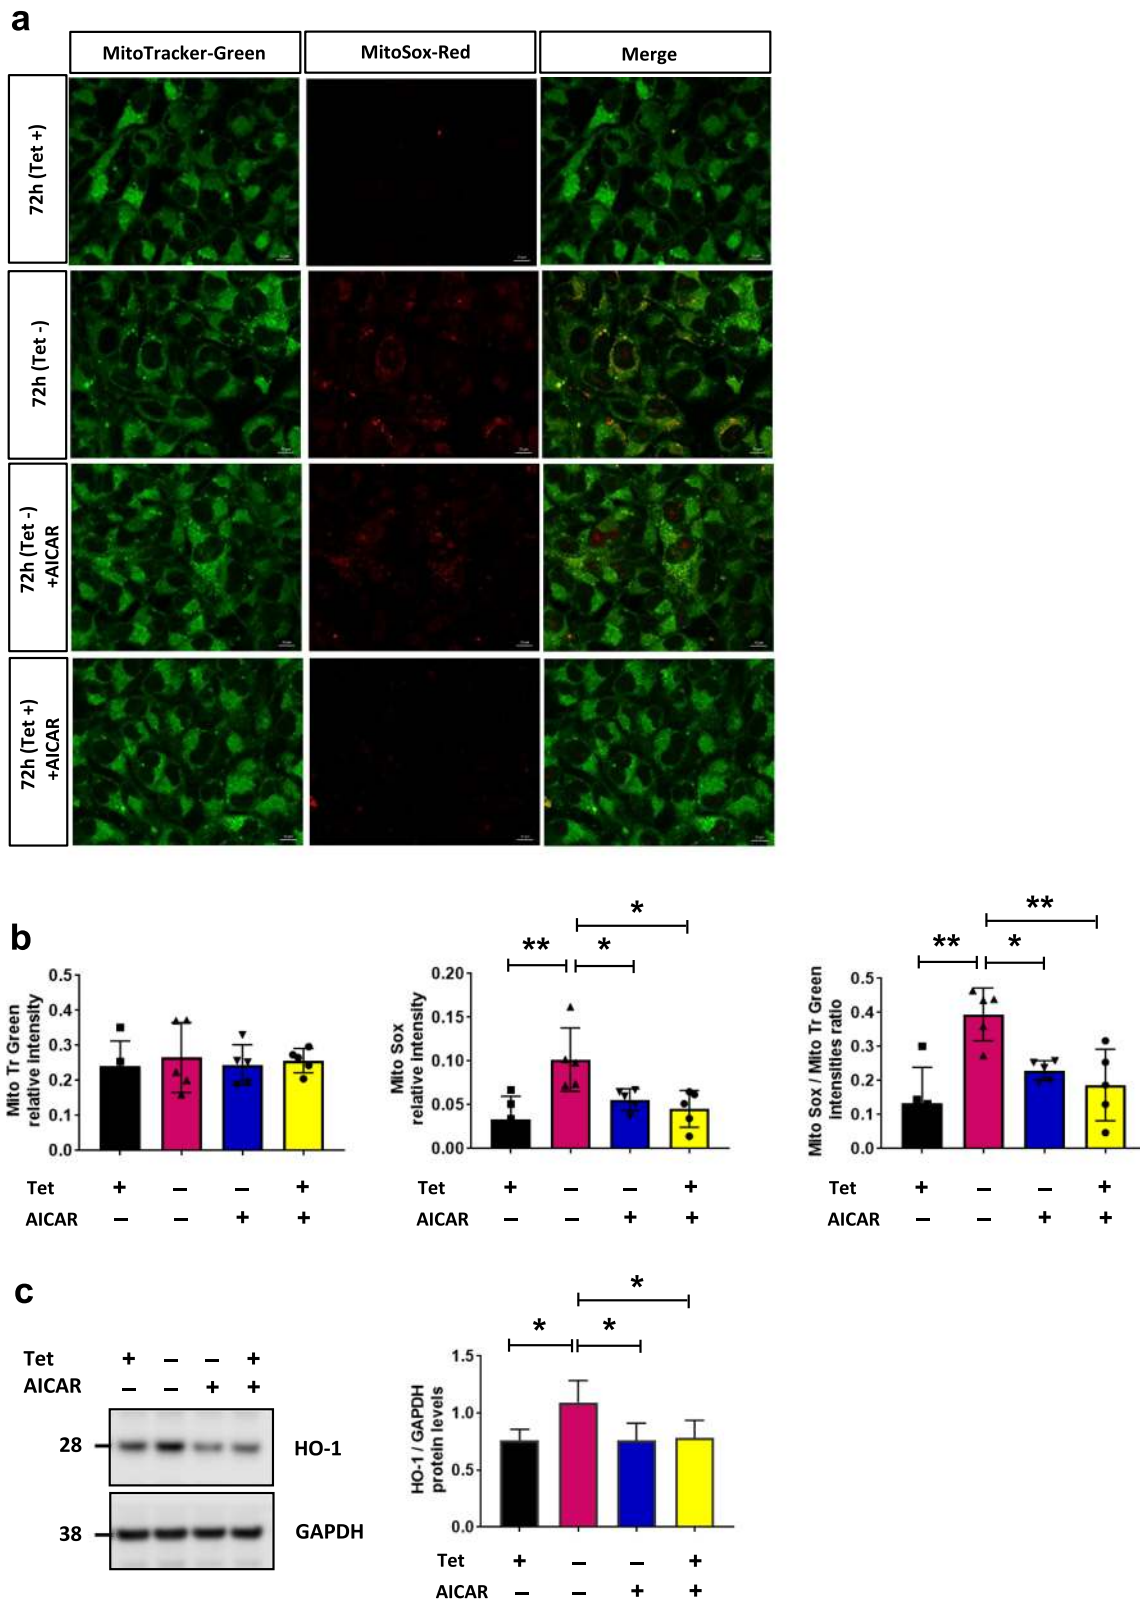 a
MitoTracker-Green MitoSox-Red Merge
72h (Tet +)
72h (Tet -)
72h (Tet -)
+AICAR
72h (Tet +)
+AICAR
b
Mito Tr Green
relative intensity
0.5
0.4
0.3
0.2
0.1
0.0
Tet + – – +
AICAR – – + +
*
** *
Mito Sox
relative intensity
0.20
0.15
0.10
0.05
0.00
Tet + – – +
AICAR – – + +
**
** *
Mito Sox / Mito Tr Green
intensities ratio
0.5
0.4
0.3
0.2
0.1
0.0
Tet + – – +
AICAR – – + +
c
Tet + – – +
AICAR – – + +
28 HO-1
38 GAPDH
*
* *
HO-1 / GAPDH
protein levels
1.5
1.0
0.5
0.0
Tet + – – +
AICAR – – + +